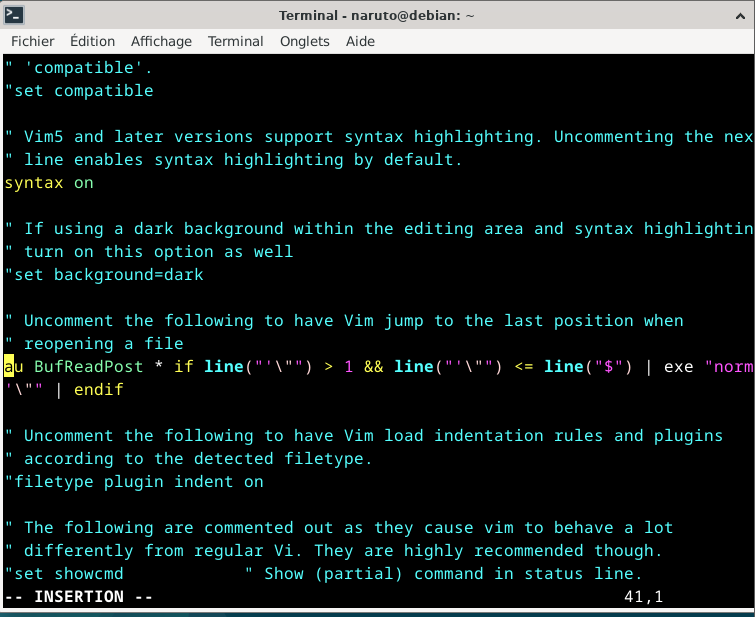 Terminal - naruto@debian: ~
Fichier Édition Affichage Terminal Onglets Aide
" 'compatible'.
"set compatible
" Vim5 and later versions support syntax highlighting. Uncommenting the nex
" line enables syntax highlighting by default.
syntax on
" If using a dark background within the editing area and syntax highlightin
" turn on this option as well
"set background=dark
" Uncomment the following to have Vim jump to the last position when
" reopening a file
au BufReadPost * if line("'\"") > 1 && line("'\"") <= line("$") | exe "norm
'\"" | endif
" Uncomment the following to have Vim load indentation rules and plugins
" according to the detected filetype.
"filetype plugin indent on
" The following are commented out as they cause vim to behave a lot
" differently from regular Vi. They are highly recommended though.
"set showcmd " Show (partial) command in status line.
-- INSERTION -- 41,1